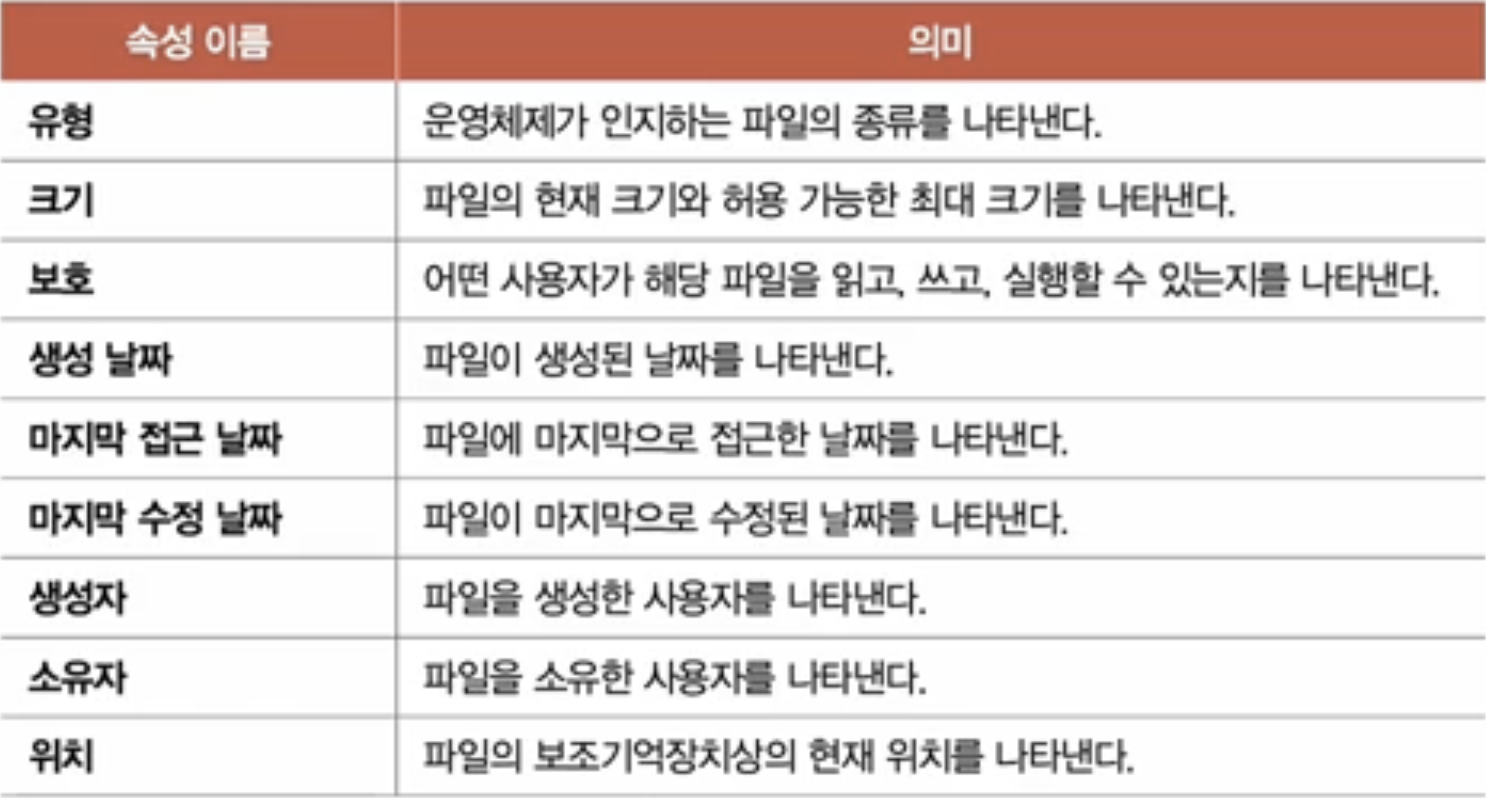 속성 이름 의미
유형 운영체제가 인지하는 파일의 종류를 나타낸다.
크기 파일의 현재 크기와 허용 가능한 최대 크기를 나타낸다.
보호 어떤 사용자가 해당 파일을 읽고, 쓰고, 실행할 수 있는지를 나타낸다.
생성 날짜 파일이 생성된 날짜를 나타낸다.
마지막 접근 날짜 파일에 마지막으로 접근한 날짜를 나타낸다.
마지막 수정 날짜 파일이 마지막으로 수정된 날짜를 나타낸다.
생성자 파일을 생성한 사용자를 나타낸다.
소유자 파일을 소유한 사용자를 나타낸다.
위치 파일의 보조기억장치상의 현재 위치를 나타낸다.